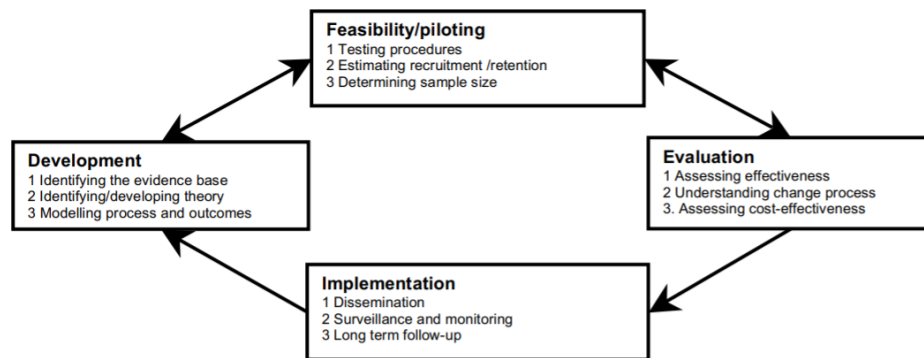 Feasibility/piloting
1 Testing procedures
2 Estimating recruitment /retention
3 Determining sample size
Development
1 Identifying the evidence base
2 Identifying/developing theory
3 Modelling process and outcomes
Evaluation
1 Assessing effectiveness
2 Understanding change process
3. Assessing cost-effectiveness
Implementation
1 Dissemination
2 Surveillance and monitoring
3 Long term follow-up